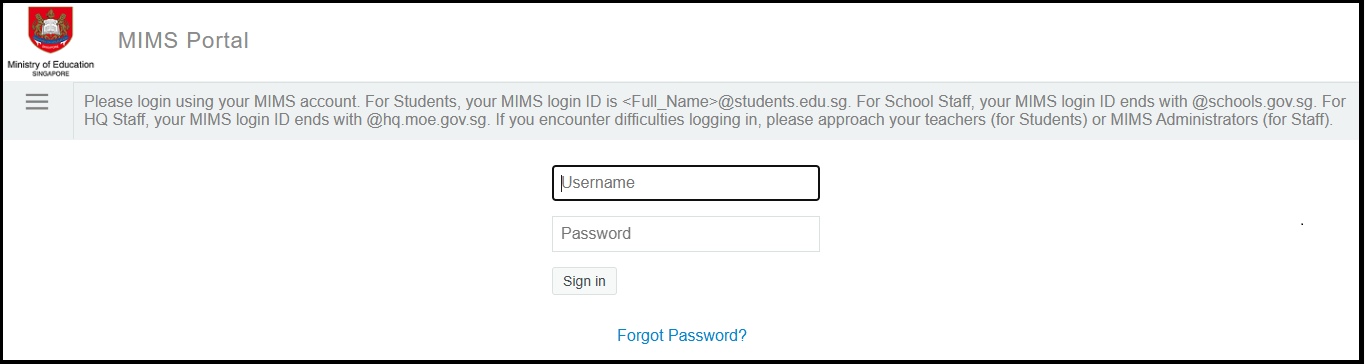 MIMS Portal
Ministry of Education
SINGAPORE
Please login using your MIMS account. For Students, your MIMS login ID is <Full_Name>@students.edu.sg. For School Staff, your MIMS login ID ends with @schools.gov.sg. For
HQ Staff, your MIMS login ID ends with @hq.moe.gov.sg. If you encounter difficulties logging in, please approach your teachers (for Students) or MIMS Administrators (for Staff).
Username
Password
Sign in
Forgot Password?